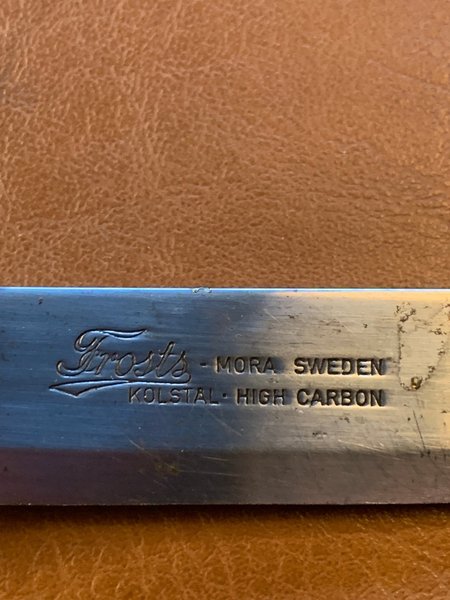 Frosts - MORA SWEDEN
KOLSTÅL - HIGH CARBON